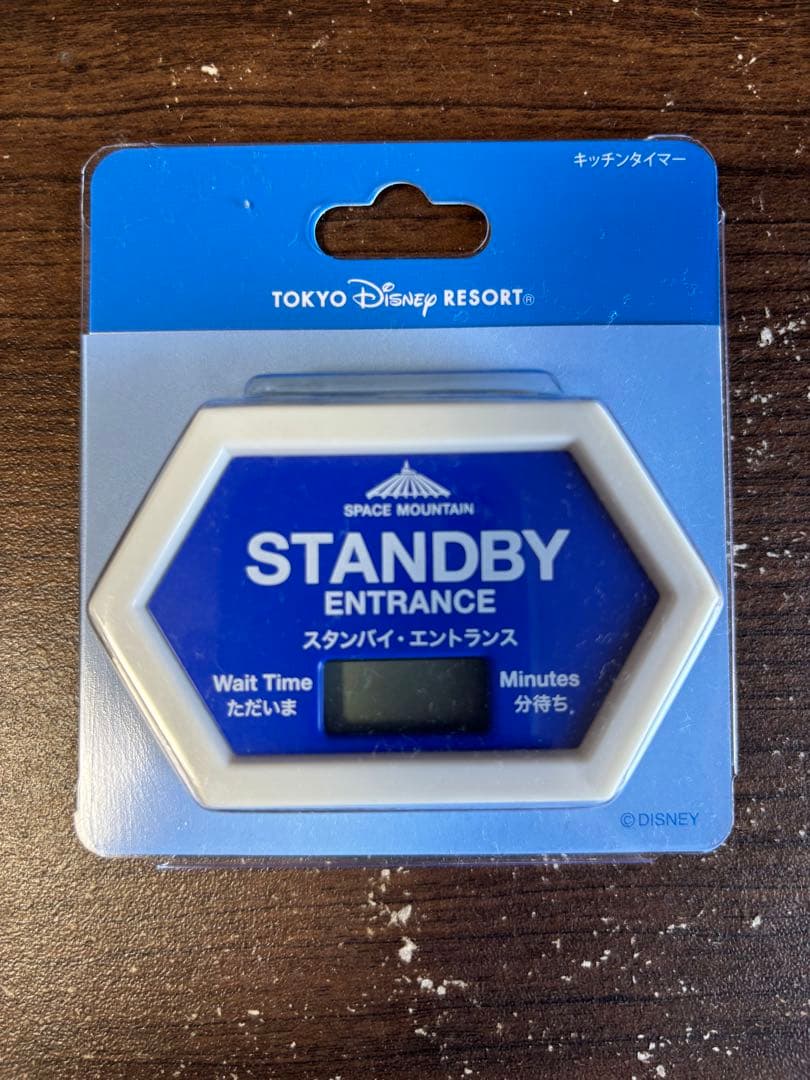 キッチンタイマー
TOKYO Disney RESORT®
SPACE MOUNTAIN
STANDBY
ENTRANCE
スタンバイ・エントランス
Wait Time
ただいま
Minutes
分待ち。
©DISNEY